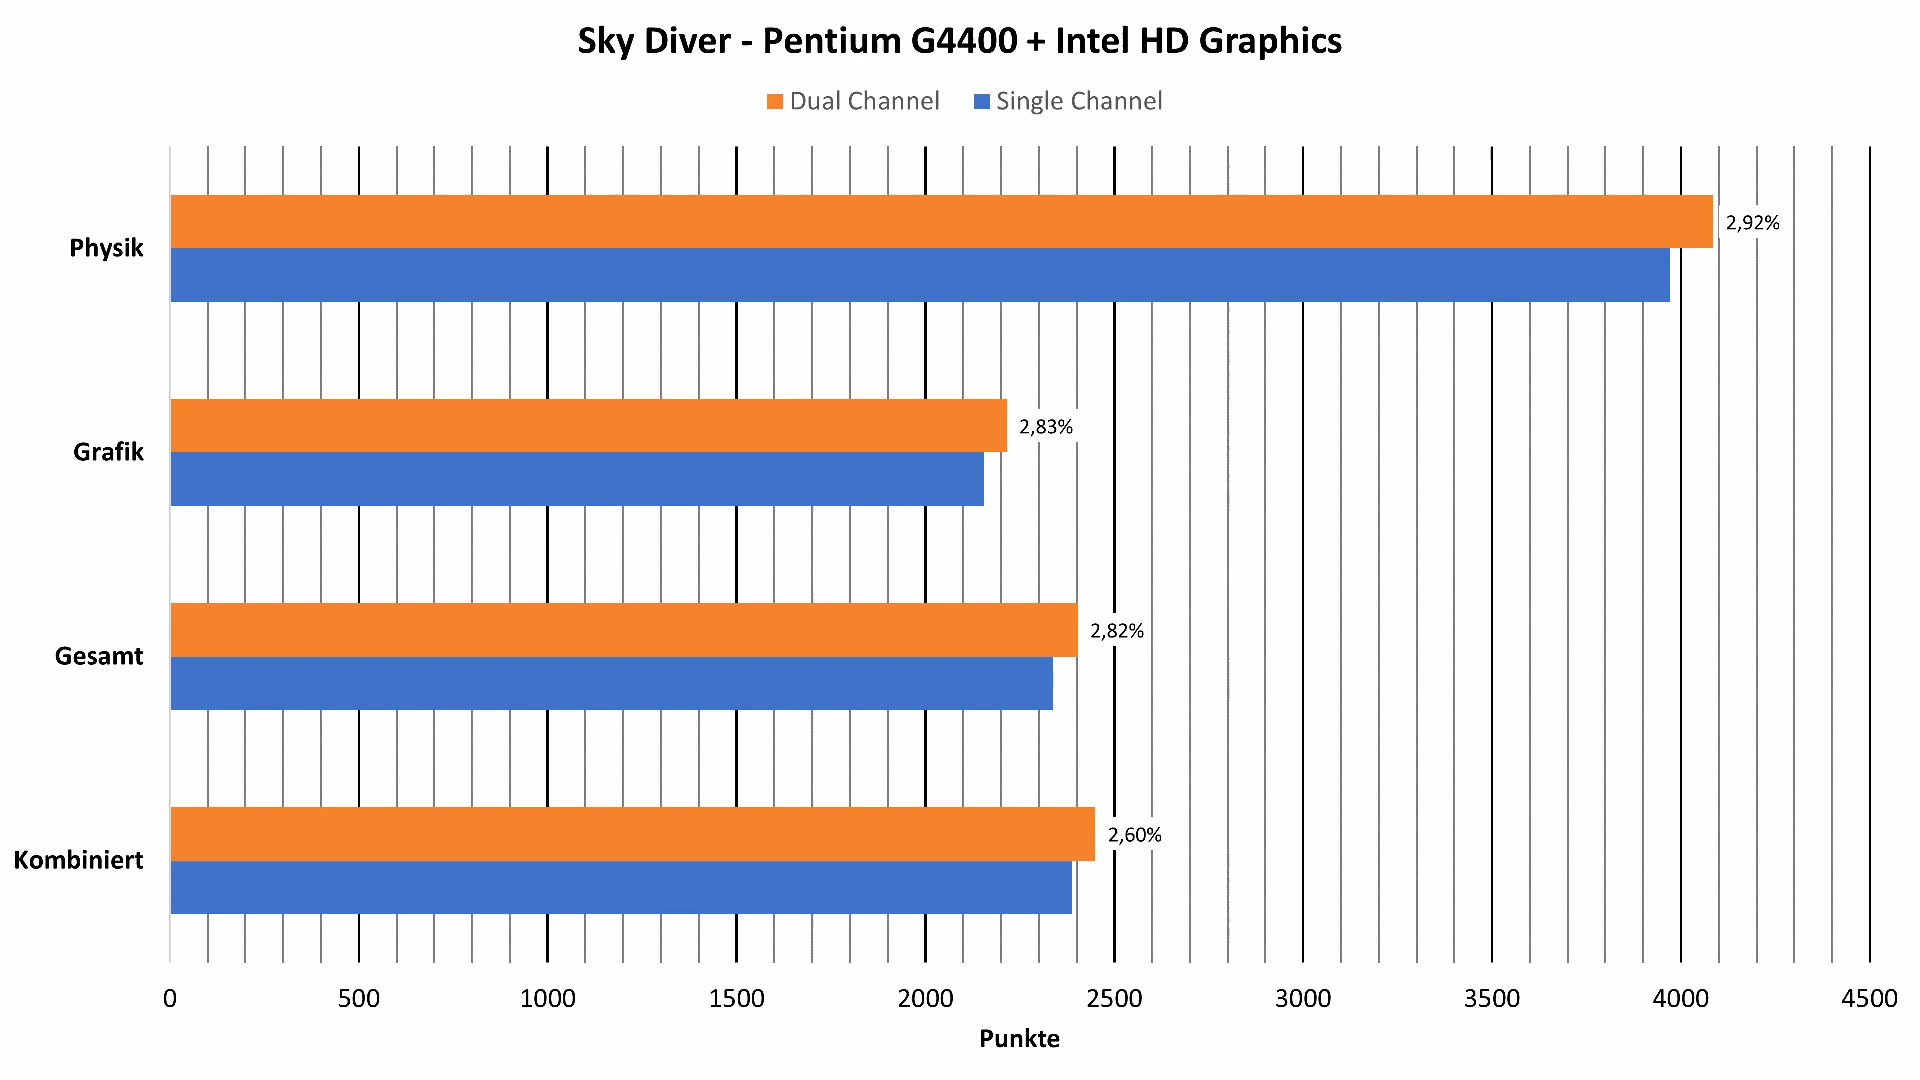 Sky Diver - Pentium G4400 + Intel HD Graphics
Dual Channel Single Channel
Physik 2,92%
Grafik 2,83%
Gesamt 2,82%
Kombiniert 2,60%
0 500 1000 1500 2000 2500 3000 3500 4000 4500
Punkte